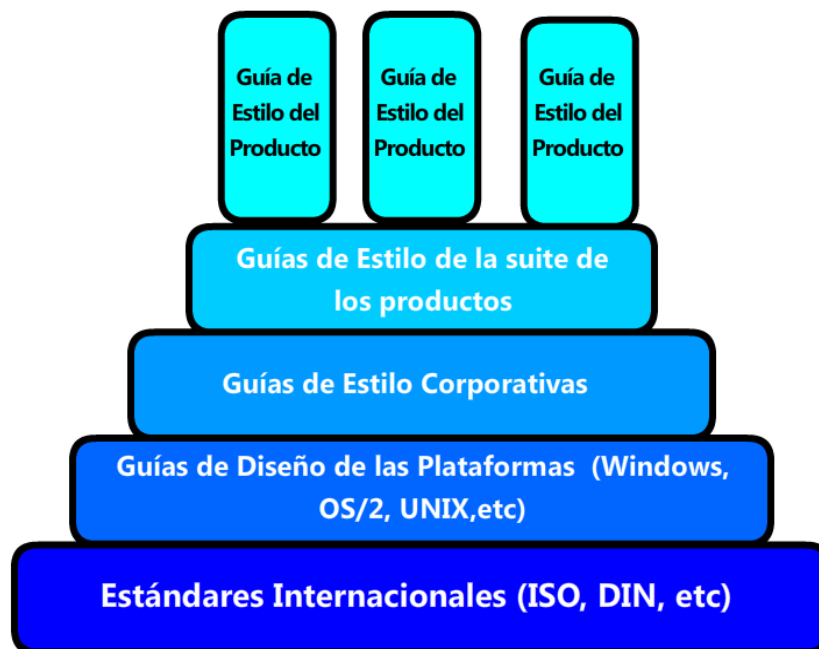 Guía de
Estilo del
Producto
Guía de
Estilo del
Producto
Guía de
Estilo del
Producto
Guías de Estilo de la suite de
los productos
Guías de Estilo Corporativas
Guías de Diseño de las Plataformas (Windows,
OS/2, UNIX,etc)
Estándares Internacionales (ISO, DIN, etc)